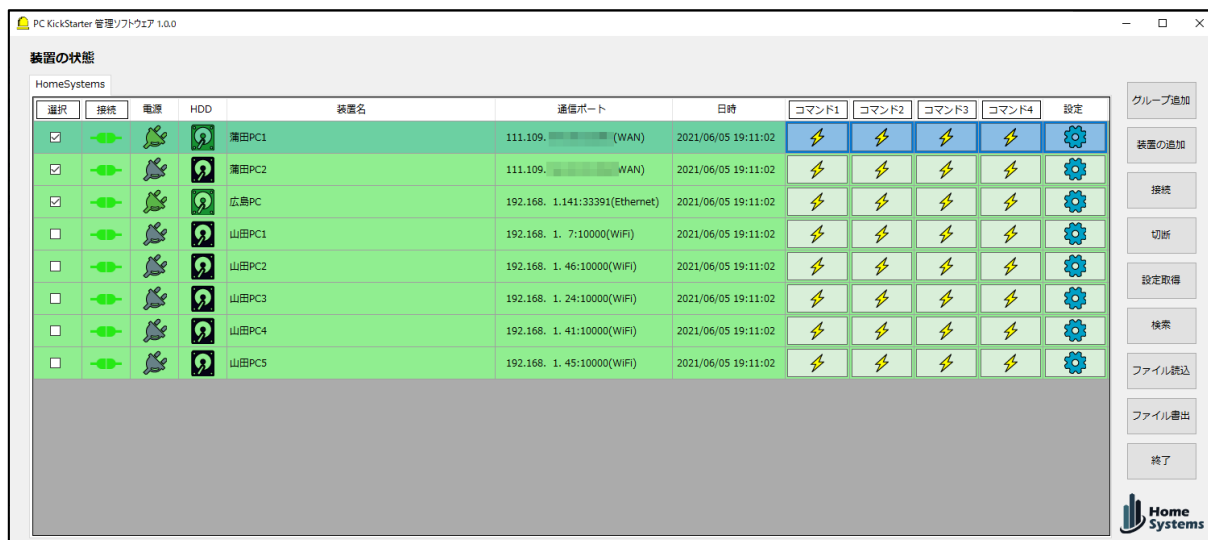 PC KickStarter 管理ソフトウェア 1.0.0
装置の状態
HomeSystems
選択 接続 電源 HDD 装置名 通信ポート 日時 コマンド1 コマンド2 コマンド3 コマンド4 設定
蒲田PC1 111.109. (WAN) 2021/06/05 19:11:02
蒲田PC2 111.109. WAN) 2021/06/05 19:11:02
広島PC 192.168. 1.141:33391(Ethernet) 2021/06/05 19:11:02
山田PC1 192.168. 1. 7:10000(WiFi) 2021/06/05 19:11:02
山田PC2 192.168. 1. 46:10000(WiFi) 2021/06/05 19:11:02
山田PC3 192.168. 1. 24:10000(WiFi) 2021/06/05 19:11:02
山田PC4 192.168. 1. 41:10000(WiFi) 2021/06/05 19:11:02
山田PC5 192.168. 1. 45:10000(WiFi) 2021/06/05 19:11:02
グループ追加
装置の追加
接続
切断
設定取得
検索
ファイル読込
ファイル書出
終了
Home
Systems